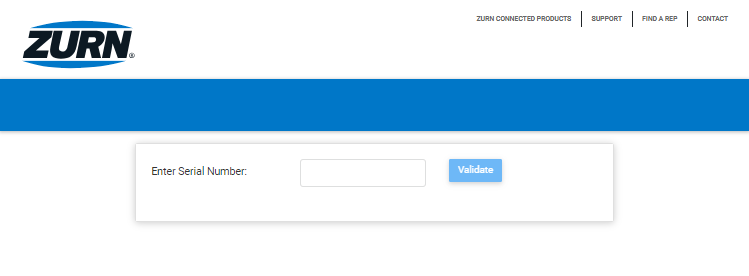 ZURN®
ZURN CONNECTED PRODUCTS SUPPORT FIND A REP CONTACT
Enter Serial Number: Validate